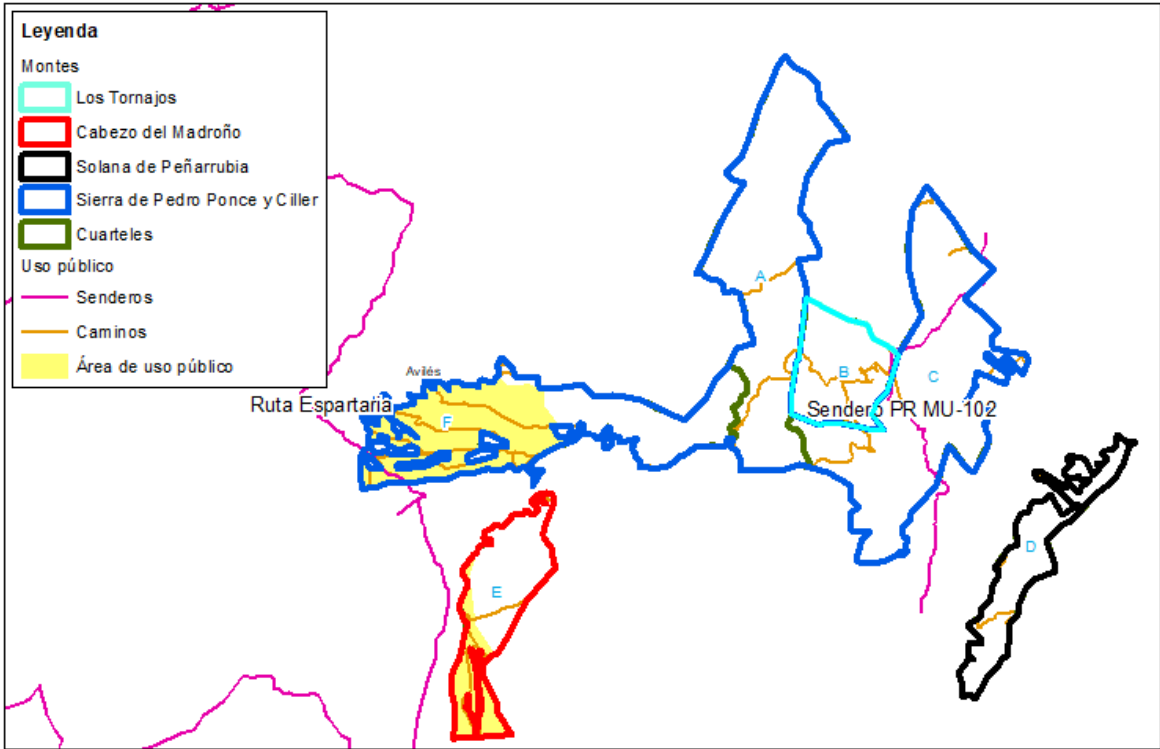 Leyenda
Montes
Los Tornajos
Cabezo del Madroño
Solana de Peñarrubia
Sierra de Pedro Ponce y Ciller
Cuarteles
Uso público
Senderos
Caminos
Área de uso público
A
Avilés
B
C
Ruta Espartaria
Sendero PR MU-102
F
D
E